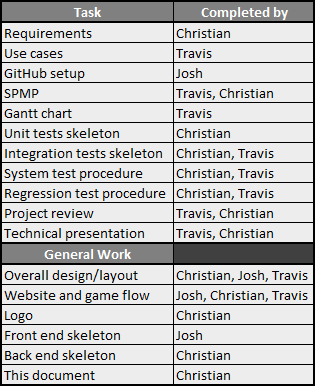 Task Completed by
Requirements Christian
Use cases Travis
GitHub setup Josh
SPMP Travis, Christian
Gantt chart Travis
Unit tests skeleton Christian
Integration tests skeleton Christian, Travis
System test procedure Christian, Travis
Regression test procedure Christian, Travis
Project review Travis, Christian
Technical presentation Travis, Christian
General Work
Overall design/layout Christian, Josh, Travis
Website and game flow Josh, Christian, Travis
Logo Christian
Front end skeleton Josh
Back end skeleton Christian
This document Christian